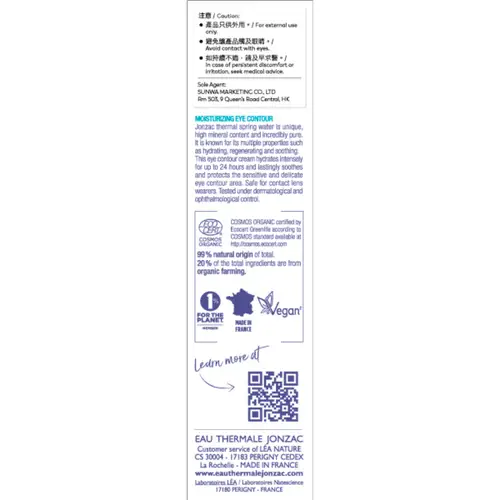 注意 / Caution:
● 產品只供外用。/ For external use
only.
● 避免讓產品觸及眼睛。/
Avoid contact with eyes.
● 如持續不適，請及早求醫。/
In case of persistent discomfort or
irritation, seek medical advice.
Sole Agent:
SUNWA MARKETING CO., LTD
Rm 503, 9 Queen's Road Central, HK
MOISTURIZING EYE CONTOUR
Jonzac thermal spring water is unique,
high mineral content and incredibly pure.
It is known for its multiple properties such
as hydrating, regenerating and soothing.
This eye contour cream hydrates intensely
for up to 24 hours and lastingly soothes
and protects the sensitive and delicate
eye contour area. Safe for contact lens
wearers. Tested under dermatological and
ophthalmological control.
ECO
CERT
COSMOS
ORGANIC
COSMOS ORGANIC certified by
Ecocert Greenlife according to
COSMOS standard available at
http://cosmos.ecocert.com
99% natural origin of total.
20% of the total ingredients are from
organic farming.
1%
FOR THE
PLANET
MEMBER
MADE IN
FRANCE
Vegan
Learn more at
EAU THERMALE JONZAC
Customer service of LÉA NATURE
CS 30004 - 17183 PERIGNY CEDEX
La Rochelle - MADE IN FRANCE
www.eauthermalejonzac.com
Laboratoires LÉA / Laboratoires Natescience
17180 PERIGNY - FRANCE